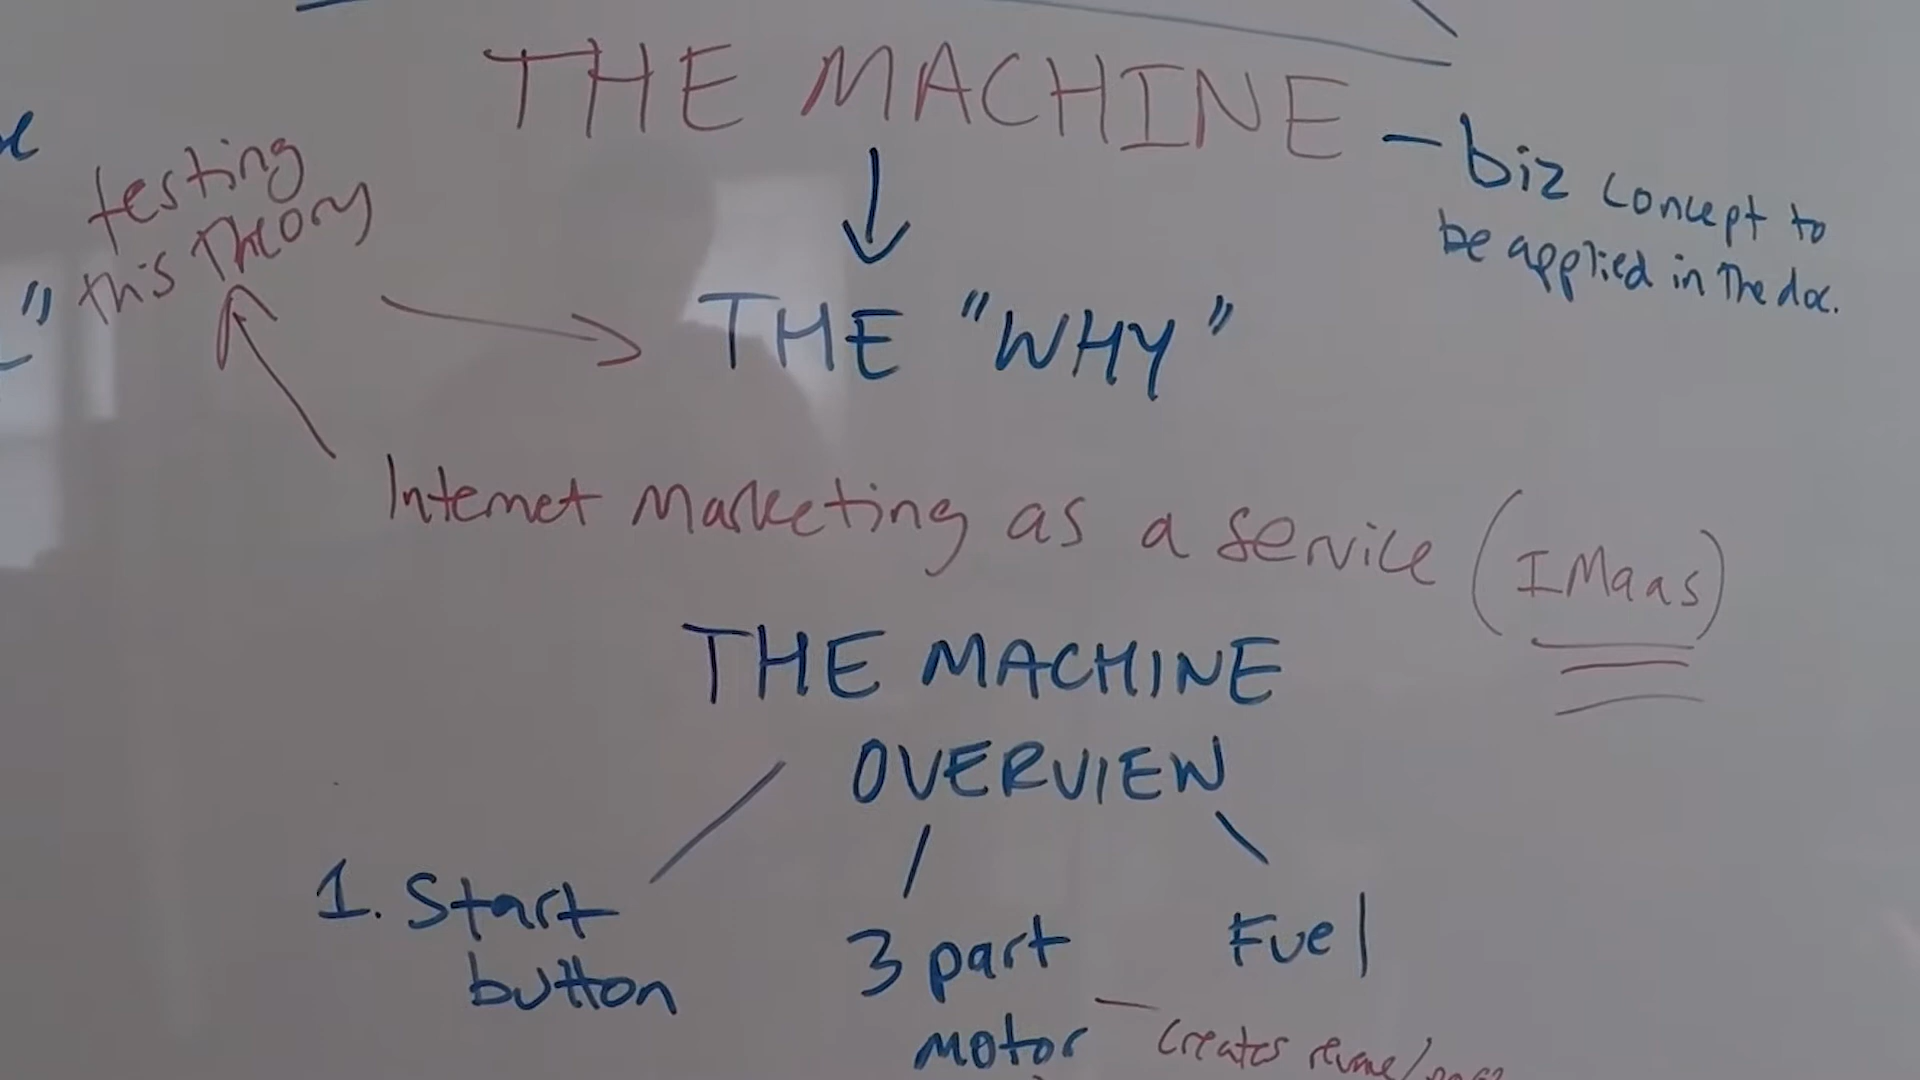 THE MACHINE
- biz concept to
be applied in The doc.
testing
this Theory
"
THE "WHY"
Internet Marketing as a service (IMaas)
THE MACHINE
OVERVIEW
1. Start
button
3 part
motor
Fuel
- creates